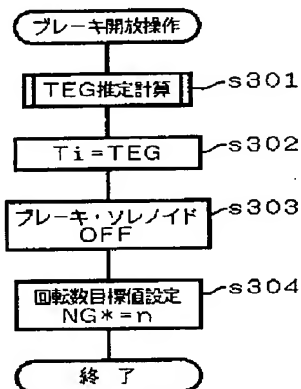 ブレーキ開放操作
TEG推定計算
s301
Ti=TEG
s302
ブレーキ・ソレノイド
OFF
s303
回転数目標値設定
NG*=n
s304
終了